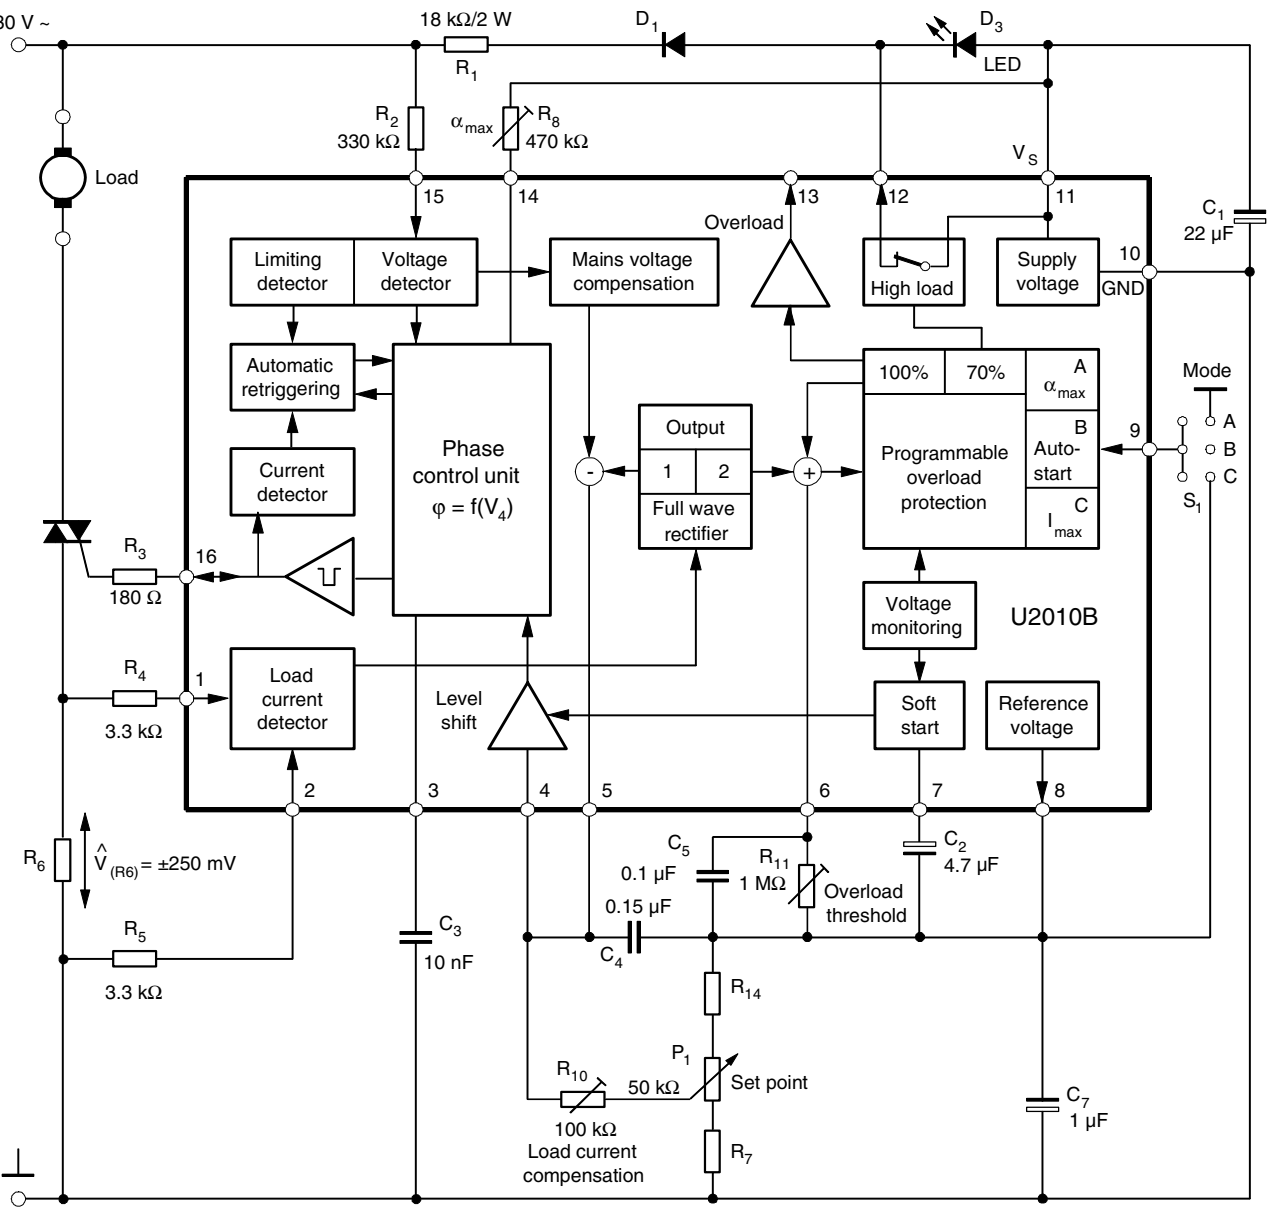 30 V ~
18 kΩ/2 W
D1
D3
R1
LED
R2
330 kΩ
αmax
R8
470 kΩ
VS
Load
15
14
13
12
11
C1
22 µF
Overload
Limiting
detector
Voltage
detector
Mains voltage
compensation
High load
Supply
voltage
10
GND
Automatic
retriggering
100%
70%
A
αmax
Mode
A
B
C
S1
Output
1
2
Full wave
rectifier
-
+
Phase
control unit
φ = f(V4)
Current
detector
Programmable
overload
protection
B
Auto-
start
C
Imax
9
R3
180 Ω
16
Voltage
monitoring
U2010B
R4
3.3 kΩ
1
Load
current
detector
Level
shift
Soft
start
Reference
voltage
2
3
4
5
6
7
8
R6
V̂(R6) = ±250 mV
C5
0.1 µF
R11
1 MΩ
Overload
threshold
C2
4.7 µF
0.15 µF
C4
R5
3.3 kΩ
C3
10 nF
R14
P1
50 kΩ
Set point
R10
100 kΩ
Load current
compensation
R7
C7
1 µF